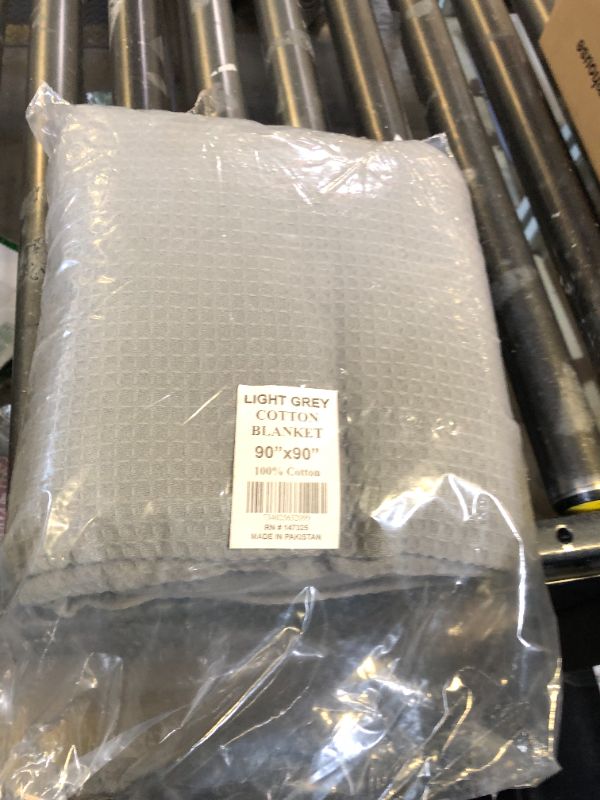 LIGHT GREY
COTTON
BLANKET
90"x90"
100% Cotton
RN # 147325
MADE IN PAKISTAN